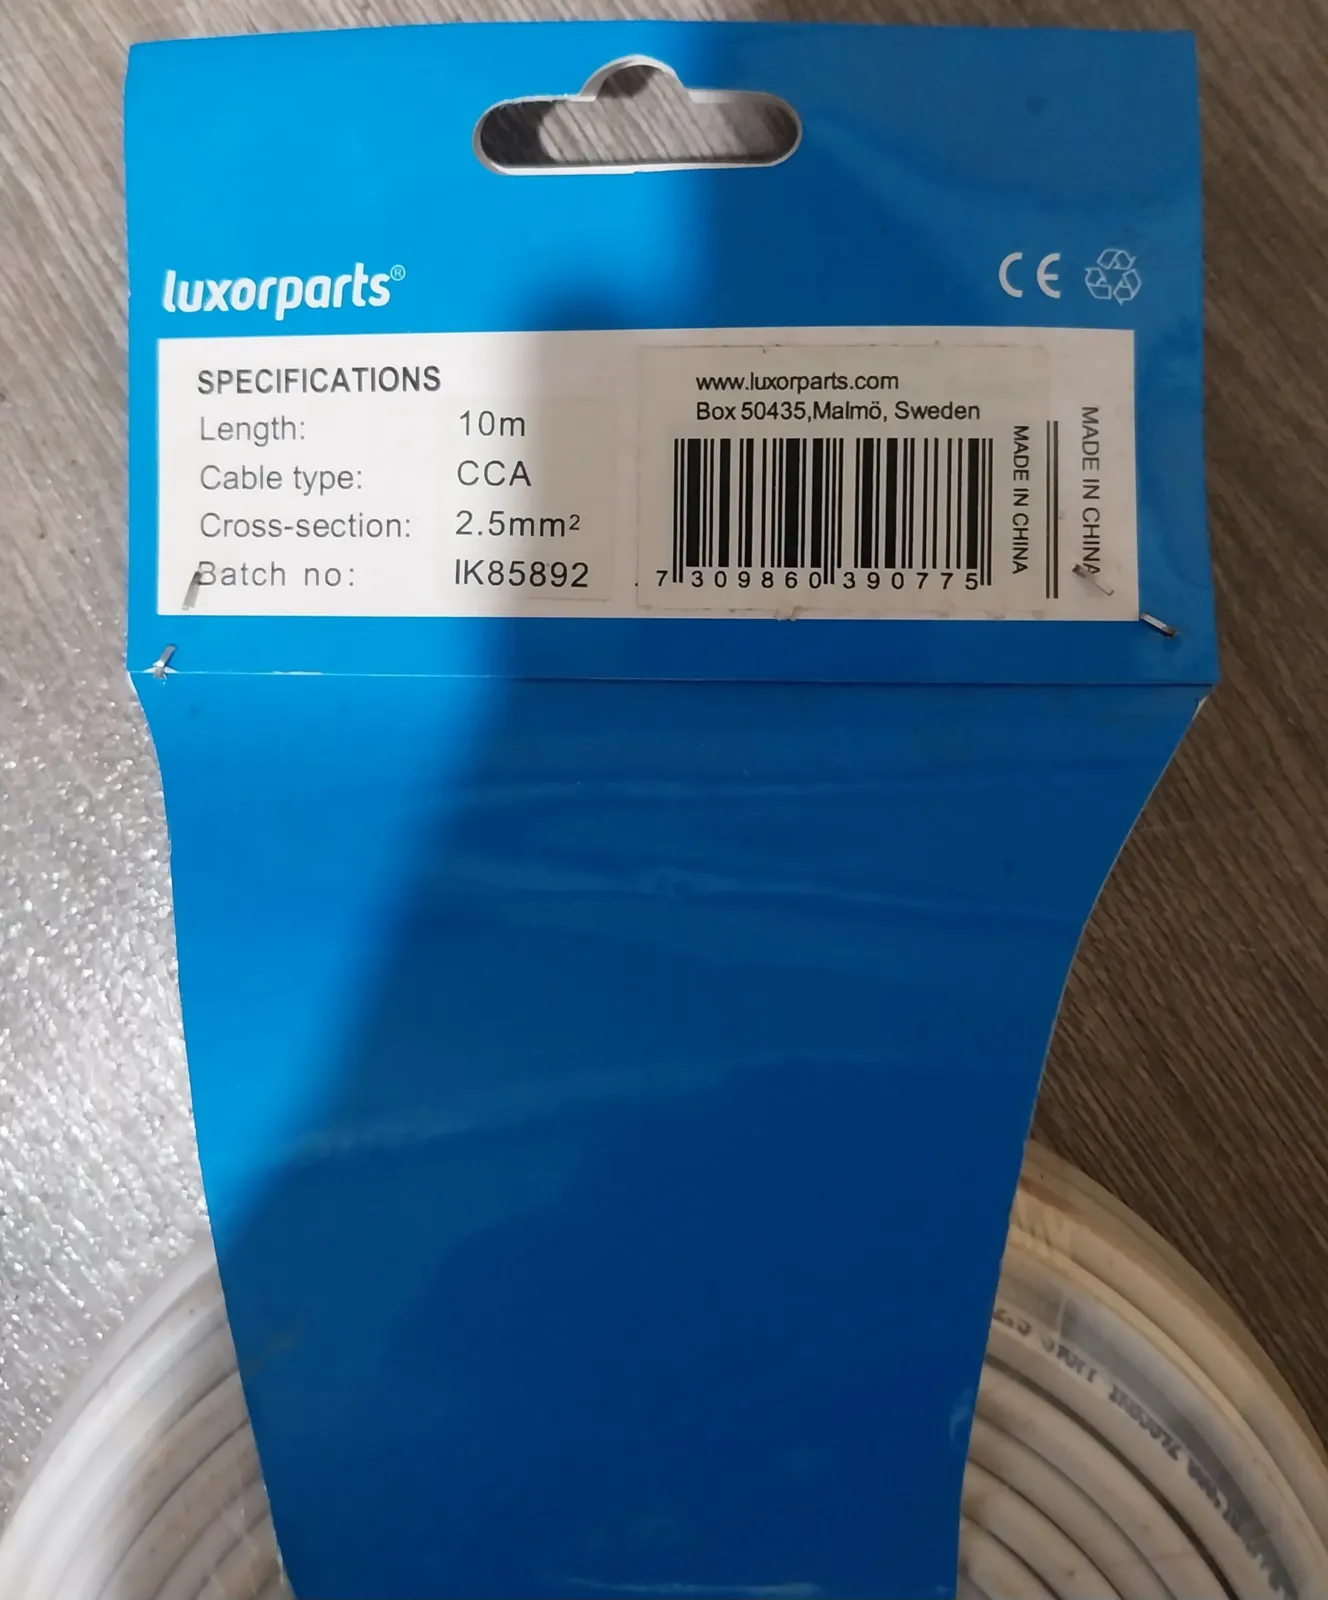 luxorparts®
CE
SPECIFICATIONS
Length: 10m
Cable type: CCA
Cross-section: 2.5mm²
Batch no: IK85892
www.luxorparts.com
Box 50435,Malmö, Sweden
7 309860 390775
MADE IN CHINA
MADE IN CHINA